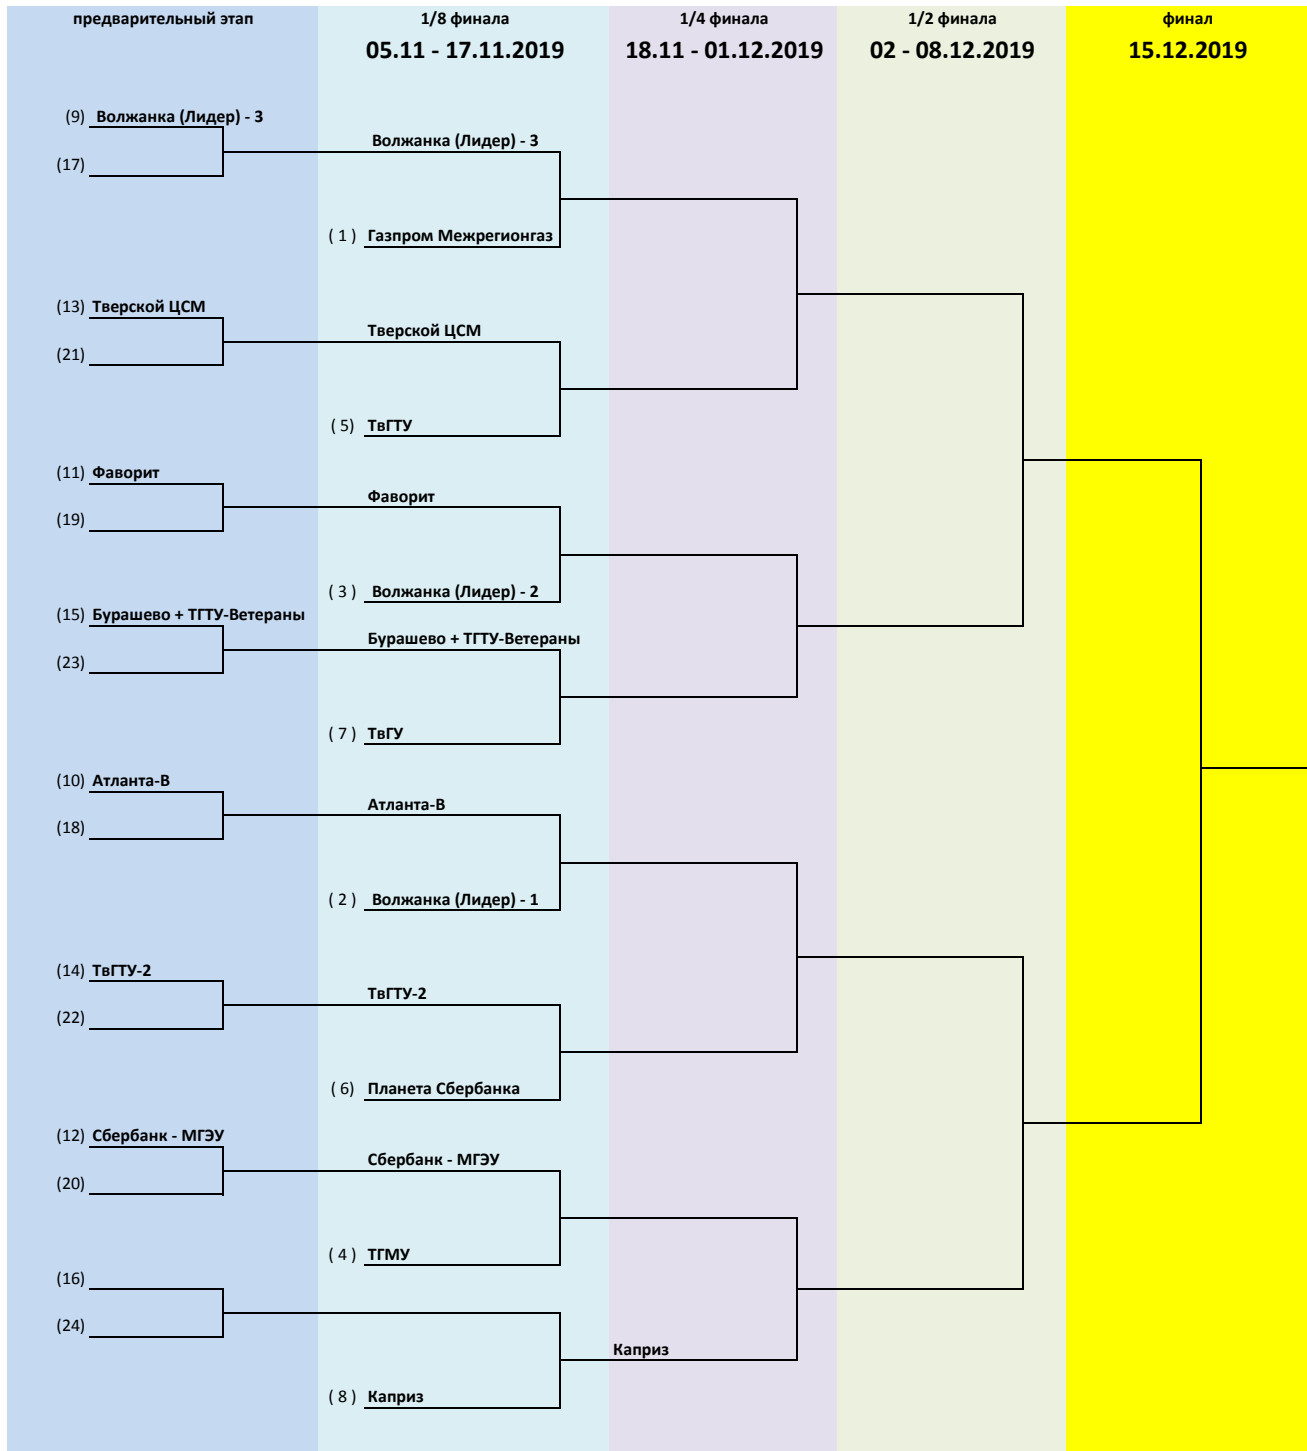 предварительный этап 1/8 финала 1/4 финала 1/2 финала финал
05.11 - 17.11.2019 18.11 - 01.12.2019 02 - 08.12.2019 15.12.2019
(9) Волжанка (Лидер) - 3
Волжанка (Лидер) - 3
(17)
( 1 ) Газпром Межрегионгаз
(13) Тверской ЦСМ
Тверской ЦСМ
(21)
( 5) ТвГТУ
(11) Фаворит
Фаворит
(19)
( 3 ) Волжанка (Лидер) - 2
(15) Бурашево + ТГТУ-Ветераны
Бурашево + ТГТУ-Ветераны
(23)
( 7 ) ТвГУ
(10) Атланта-В
Атланта-В
(18)
( 2 ) Волжанка (Лидер) - 1
(14) ТвГТУ-2
ТвГТУ-2
(22)
( 6) Планета Сбербанка
(12) Сбербанк - МГЭУ
Сбербанк - МГЭУ
(20)
( 4 ) ТГМУ
(16)
(24)
Каприз
( 8 ) Каприз